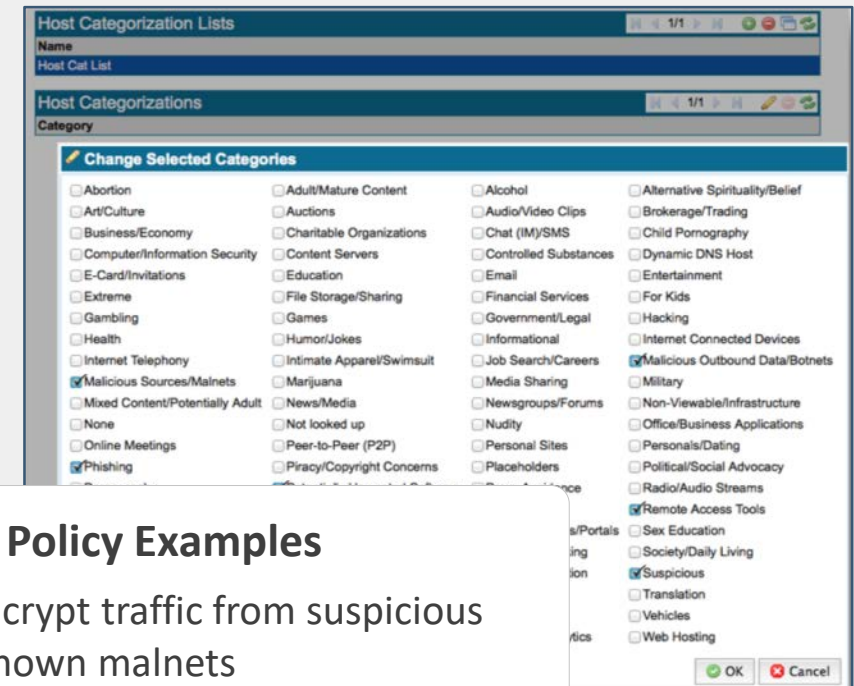 Host Categorization Lists 1/1
Name
Host Cat List
Host Categorizations 1/1
Category
Change Selected Categories
Abortion Adult/Mature Content Alcohol Alternative Spirituality/Belief
Art/Culture Auctions Audio/Video Clips Brokerage/Trading
Business/Economy Charitable Organizations Chat (IM)/SMS Child Pornography
Computer/Information Security Content Servers Controlled Substances Dynamic DNS Host
E-Card/Invitations Education Email Entertainment
Extreme File Storage/Sharing Financial Services For Kids
Gambling Games Government/Legal Hacking
Health Humor/Jokes Informational Internet Connected Devices
Internet Telephony Intimate Apparel/Swimsuit Job Search/Careers Malicious Outbound Data/Botnets
Malicious Sources/Malnets Marijuana Media Sharing Military
Mixed Content/Potentially Adult News/Media Newsgroups/Forums Non-Viewable/Infrastructure
None Not looked up Nudity Office/Business Applications
Online Meetings Peer-to-Peer (P2P) Personal Sites Personals/Dating
Phishing Piracy/Copyright Concerns Placeholders Political/Social Advocacy
Radio/Audio Streams
Remote Access Tools
s/Portals Sex Education
ing Society/Daily Living
ion Suspicious
Translation
Vehicles
ytics Web Hosting
Policy Examples
crypt traffic from suspicious
nown malnets
OK Cancel